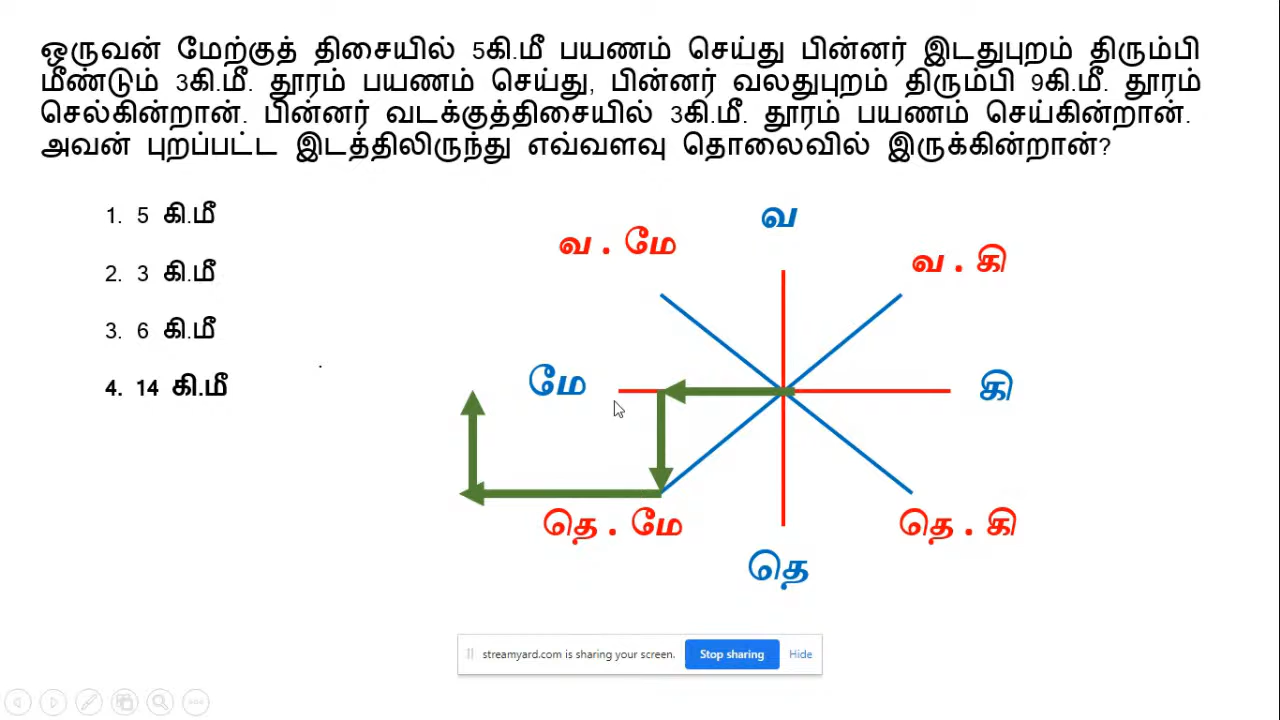 ஒருவன் மேற்குத் திசையில் 5கி.மீ பயணம் செய்து பின்னர் இடதுபுறம் திரும்பி
மீண்டும் 3கி.மீ. தூரம் பயணம் செய்து, பின்னர் வலதுபுறம் திரும்பி 9கி.மீ. தூரம்
செல்கின்றான். பின்னர் வடக்குத்திசையில் 3கி.மீ. தூரம் பயணம் செய்கின்றான்.
அவன் புறப்பட்ட இடத்திலிருந்து எவ்வளவு தொலைவில் இருக்கின்றான்?
1. 5 கி.மீ
2. 3 கி.மீ
3. 6 கி.மீ
4. 14 கி.மீ
வ
வ . மே
வ . கி
மே
கி
தெ . மே
தெ . கி
தெ
streamyard.com is sharing your screen. Stop sharing Hide